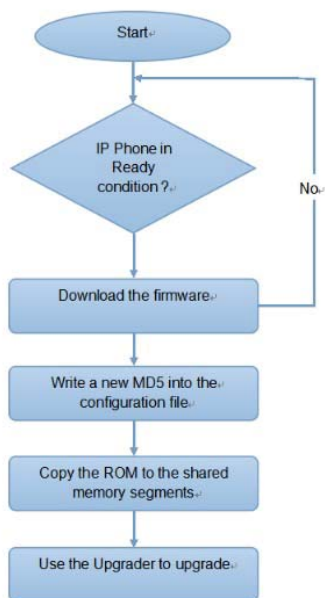 Start
IP Phone in
Ready
condition ?
No
Download the firmware
Write a new MD5 into the
configuration file
Copy the ROM to the shared
memory segments
Use the Upgrader to upgrade